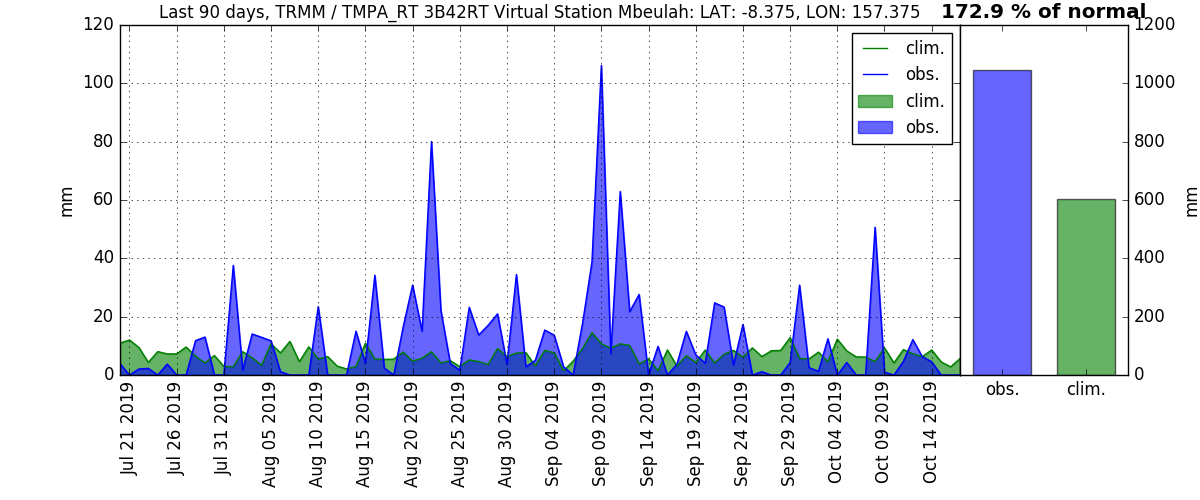 Last 90 days, TRMM / TMPA_RT 3B42RT Virtual Station Mbeulah: LAT: -8.375, LON: 157.375
172.9 % of normal
120
100
80
60
40
20
0
mm
clim.
obs.
clim.
obs.
1200
1000
800
600
400
200
0
mm
Jul 21 2019
Jul 26 2019
Jul 31 2019
Aug 05 2019
Aug 10 2019
Aug 15 2019
Aug 20 2019
Aug 25 2019
Aug 30 2019
Sep 04 2019
Sep 09 2019
Sep 14 2019
Sep 19 2019
Sep 24 2019
Sep 29 2019
Oct 04 2019
Oct 09 2019
Oct 14 2019
obs.
clim.